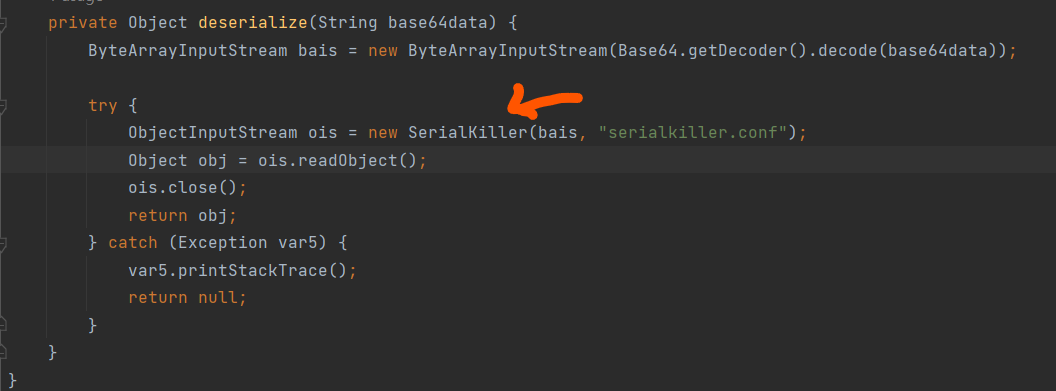 private Object deserialize(String base64data) {
ByteArrayInputStream bais = new ByteArrayInputStream(Base64.getDecoder().decode(base64data));
try {
ObjectInputStream ois = new SerialKiller(bais, "serialkiller.conf");
Object obj = ois.readObject();
ois.close();
return obj;
} catch (Exception var5) {
var5.printStackTrace();
return null;
}
}
}